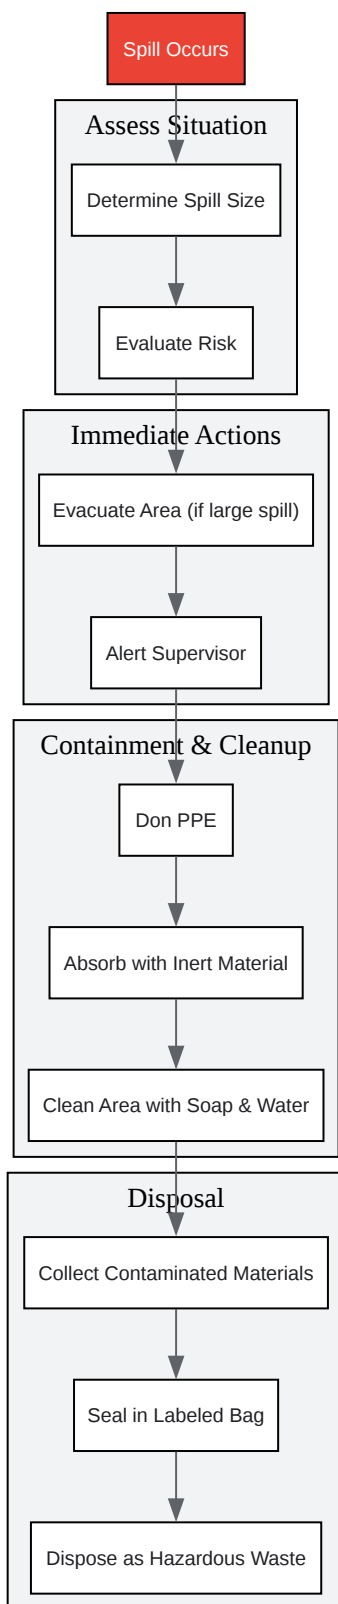 Spill Occurs
Assess Situation
Determine Spill Size
Evaluate Risk
Immediate Actions
Evacuate Area (if large spill)
Alert Supervisor
Containment & Cleanup
Don PPE
Absorb with Inert Material
Clean Area with Soap & Water
Disposal
Collect Contaminated Materials
Seal in Labeled Bag
Dispose as Hazardous Waste